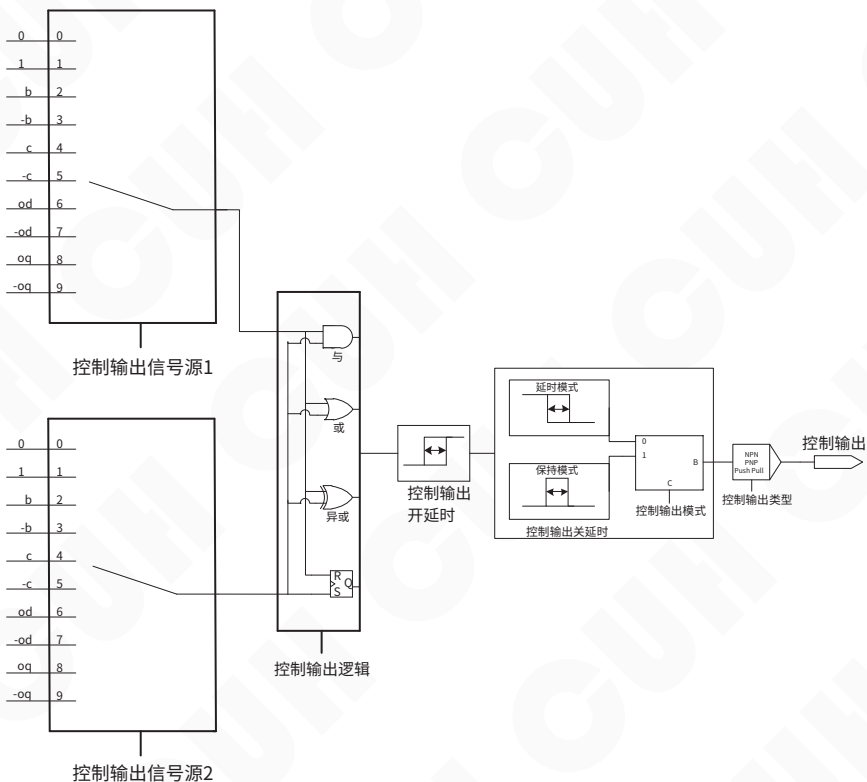 0 0
1 1
b 2
-b 3
c 4
-c 5
od 6
-od 7
oq 8
-oq 9
控制输出信号源1
与
或
异或
R
S
Q
控制输出逻辑
控制输出
开延时
延时模式
保持模式
控制输出关延时
0
1
B
C
控制输出模式
NPN
PNP
Push Pull
控制输出类型
控制输出
0 0
1 1
b 2
-b 3
c 4
-c 5
od 6
-od 7
oq 8
-oq 9
控制输出信号源2
CUH